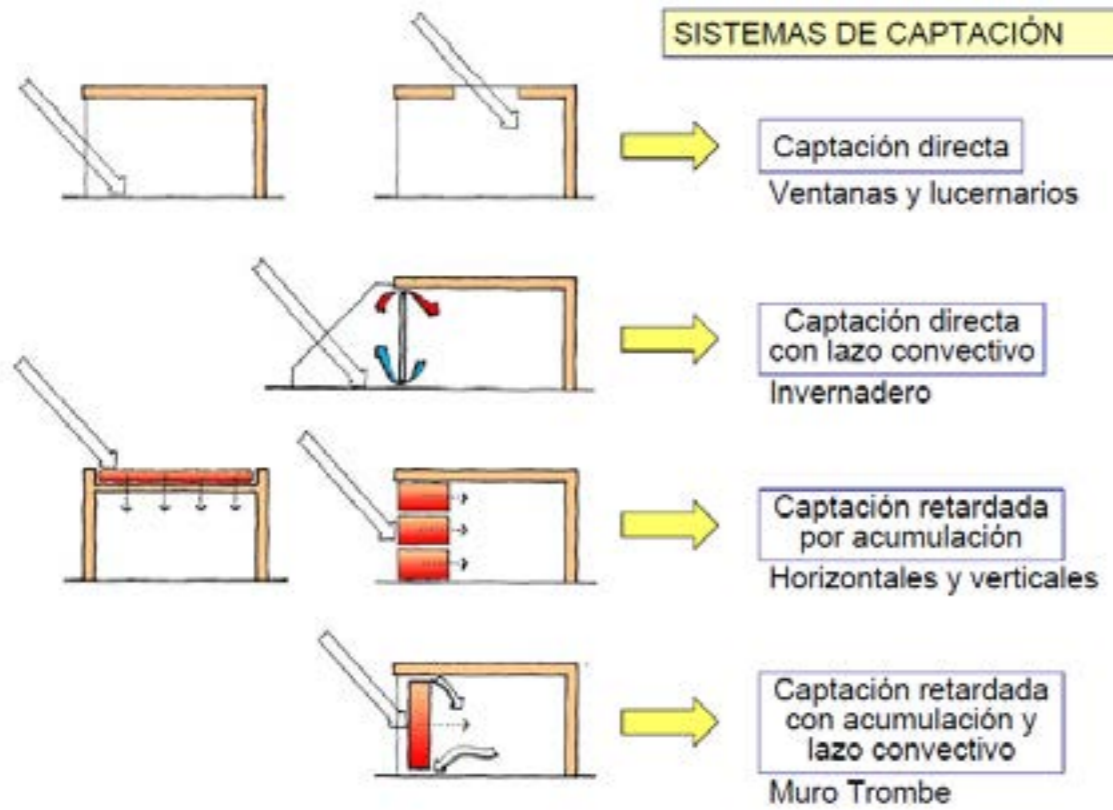 SISTEMAS DE CAPTACIÓN
Captación directa
Ventanas y lucernarios
Captación directa
con lazo convectivo
Invernadero
Captación retardada
por acumulación
Horizontales y verticales
Captación retardada
con acumulación y
lazo convectivo
Muro Trombe